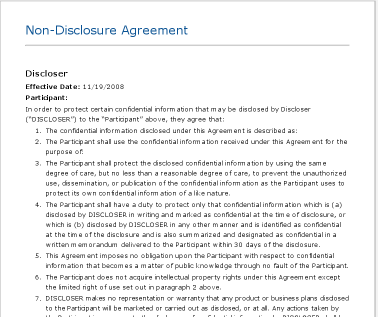 Non-Disclosure Agreement
Discloser
Effective Date: 11/19/2008
Participant:
In order to protect certain confidential information that may be disclosed by Discloser
("DISCLOSER") to the "Participant" above, they agree that:
1. The confidential information disclosed under this Agreement is described as:
2. The Participant shall use the confidential information received under this Agreement for the
purpose of:
3. The Participant shall protect the disclosed confidential information by using the same
degree of care, but no less than a reasonable degree of care, to prevent the unauthorized
use, dissemination, or publication of the confidential information as the Participant uses to
protect its own confidential information of a like nature.
4. The Participant shall have a duty to protect only that confidential information which is (a)
disclosed by DISCLOSER in writing and marked as confidential at the time of disclosure, or
which is (b) disclosed by DISCLOSER in any other manner and is identified as confidential
at the time of the disclosure and is also summarized and designated as confidential in a
written memorandum delivered to the Participant within 30 days of the disclosure.
5. This Agreement imposes no obligation upon the Participant with respect to confidential
information that becomes a matter of public knowledge through no fault of the Participant.
6. The Participant does not acquire intellectual property rights under this Agreement except
the limited right of use set out in paragraph 2 above.
7. DISCLOSER makes no representation or warranty that any product or business plans disclosed
to the Participant will be marketed or carried out as disclosed, or at all. Any actions taken by